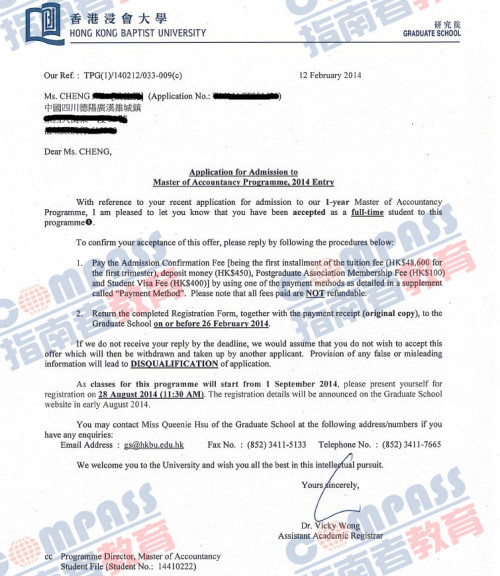 香港浸會大學
HONG KONG BAPTIST UNIVERSITY
研究院
GRADUATE SCHOOL
Our Ref. : TPG(1)/140212/033-009(c)
12 February 2014
Ms. CHENG (Application No.:
中國四川德陽廣漢雒城鎮
Dear Ms. CHENG,
Application for Admission to
Master of Accountancy Programme, 2014 Entry
With reference to your recent application for admission to our 1-year Master of Accountancy
Programme, I am pleased to let you know that you have been accepted as a full-time student to this
programme❶.
To confirm your acceptance of this offer, please reply by following the procedures below:
1. Pay the Admission Confirmation Fee [being the first installment of the tuition fee (HK$48,600 for
the first trimester), deposit money (HK$450), Postgraduate Association Membership Fee (HK$100)
and Student Visa Fee (HK$400)] by using one of the payment methods as detailed in a supplement
called "Payment Method". Please note that all fees paid are NOT refundable.
2. Return the completed Registration Form, together with the payment receipt (original copy), to the
Graduate School on or before 26 February 2014.
If we do not receive your reply by the deadline, we would assume that you do not wish to accept this
offer which will then be withdrawn and taken up by another applicant. Provision of any false or misleading
information will lead to DISQUALIFICATION of application.
As classes for this programme will start from 1 September 2014, please present yourself for
registration on 28 August 2014 (11:30 AM). The registration details will be announced on the Graduate School
website in early August 2014.
You may contact Miss Queenie Hsu of the Graduate School at the following address/numbers if you
have any enquiries:
Email Address : gs@hkbu.edu.hk Fax No. : (852) 3411-5133 Telephone No. : (852) 3411-7665
We welcome you to the University and wish you all the best in this intellectual pursuit.
Yours sincerely,
Dr. Vicky Wong
Assistant Academic Registrar
cc Programme Director, Master of Accountancy
Student File (Student No.: 14410222)
COMPASS
指南者教育